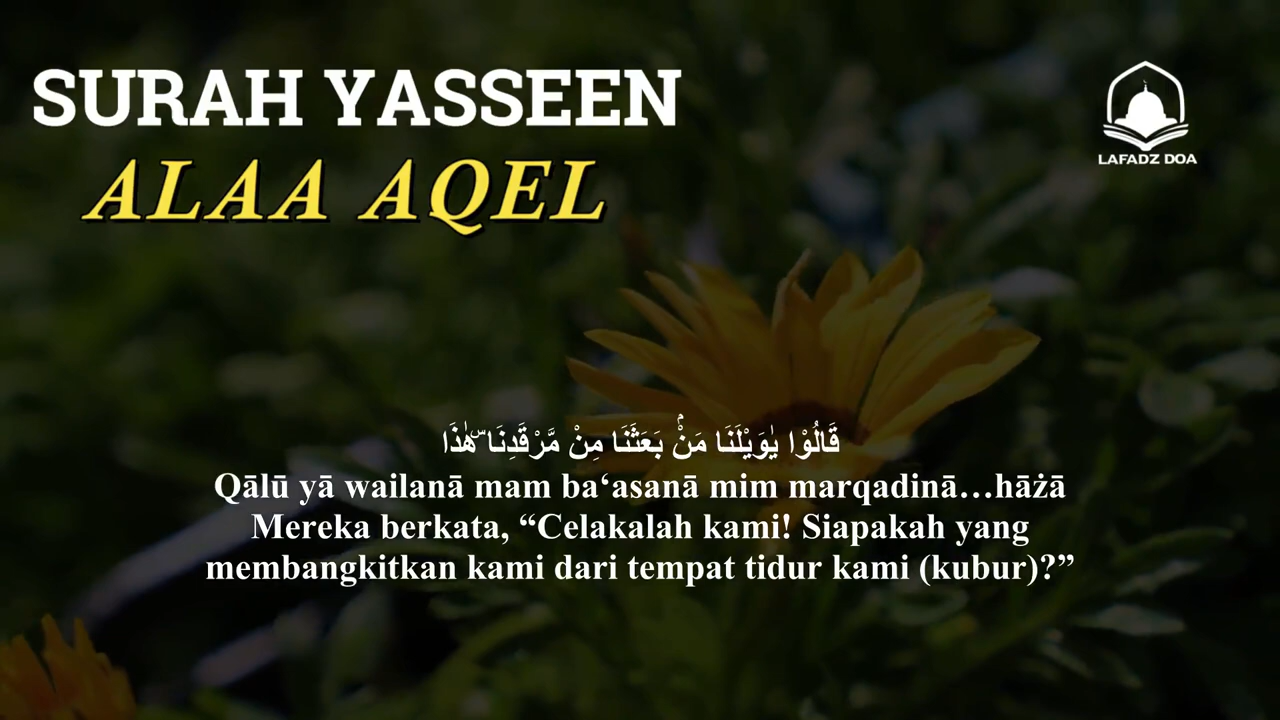 SURAH YASSEEN
ALAA AQEL
LAFADZ DOA
قَالُوْا يٰوَيْلَنَا مَنْۢ بَعَثَنَا مِنْ مَّرْقَدِنَا ۜهٰذَا
Qālū yā wailanā mam ba‘asanā mim marqadinā…hāżā
Mereka berkata, “Celakalah kami! Siapakah yang
membangkitkan kami dari tempat tidur kami (kubur)?”